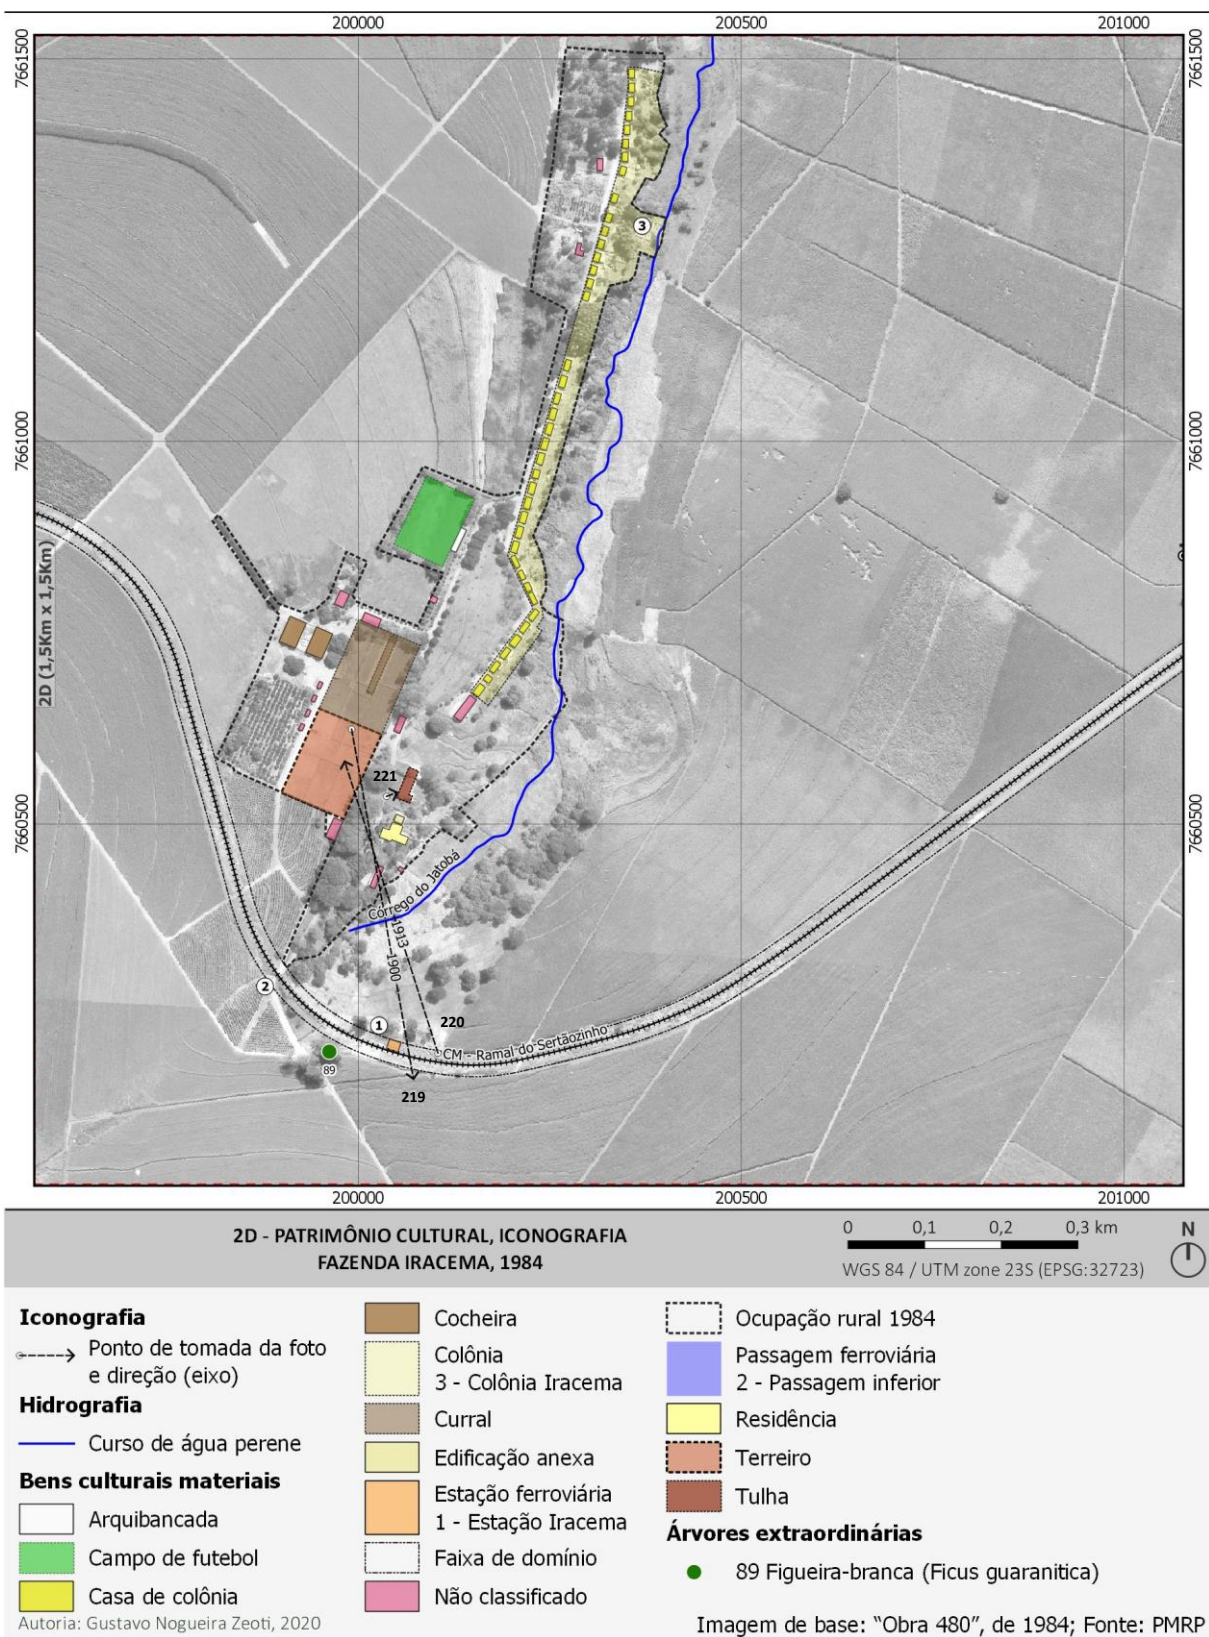 200000 200500 201000
7661500 7661500
3
7661000 7661000
2D (1,5Km x 1,5Km)
221
7660500 7660500
Córrego do Jatobá
1913
1900
2
1
220
CM - Ramal do Sertãozinho
89
219
200000 200500 201000
2D - PATRIMÔNIO CULTURAL, ICONOGRAFIA
FAZENDA IRACEMA, 1984
0 0,1 0,2 0,3 km
WGS 84 / UTM zone 23S (EPSG:32723)
N
Iconografia
Ponto de tomada da foto
e direção (eixo)
Hidrografia
Curso de água perene
Bens culturais materiais
Arquibancada
Campo de futebol
Casa de colônia
Cocheira
Colônia
3 - Colônia Iracema
Curral
Edificação anexa
Estação ferroviária
1 - Estação Iracema
Faixa de domínio
Não classificado
Ocupação rural 1984
Passagem ferroviária
2 - Passagem inferior
Residência
Terreiro
Tulha
Árvores extraordinárias
89 Figueira-branca (Ficus guaranitica)
Autoria: Gustavo Nogueira Zeoti, 2020
Imagem de base: “Obra 480”, de 1984; Fonte: PMRP